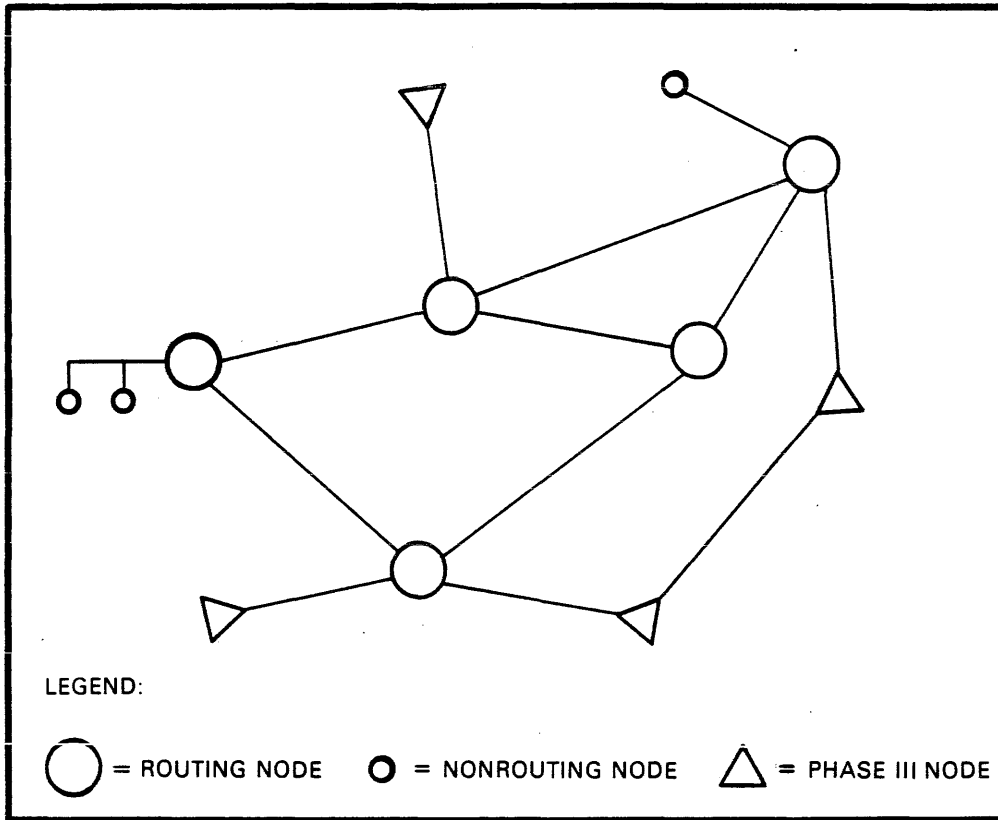 LEGEND:
= ROUTING NODE
= NONROUTING NODE
= PHASE III NODE